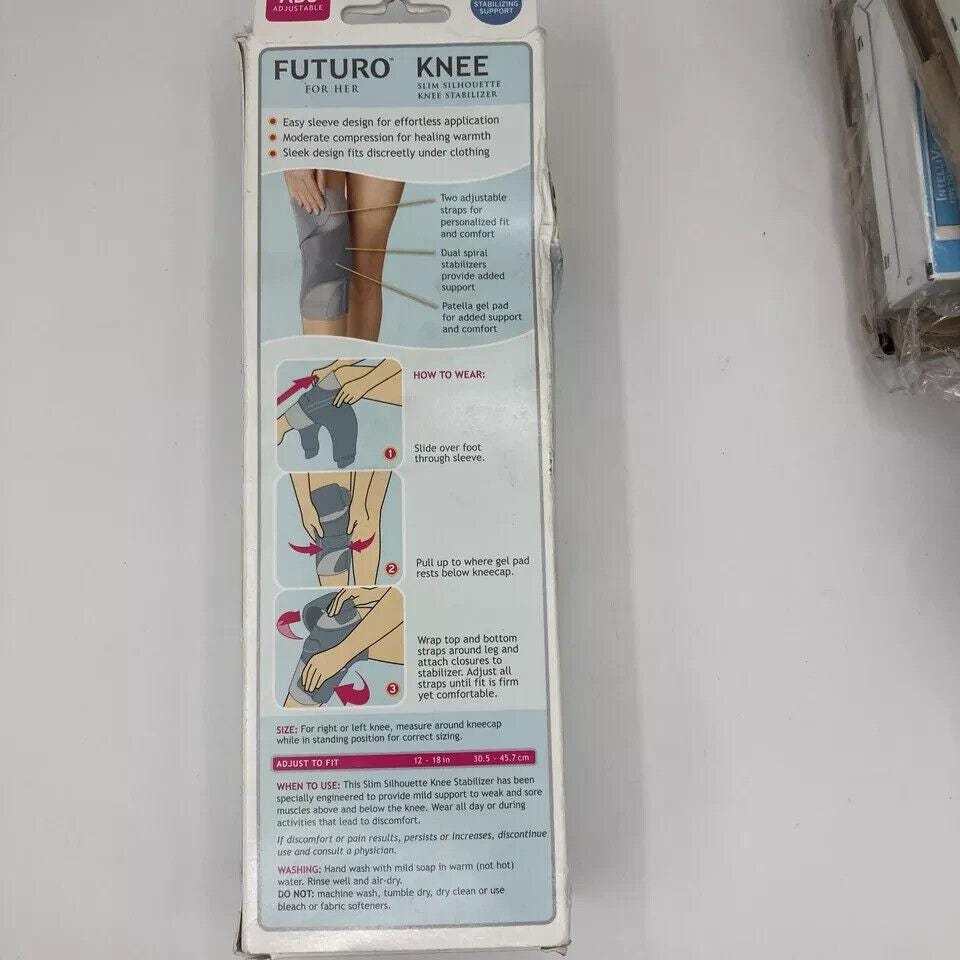 ADJUSTABLE
STABILIZING
SUPPORT
FUTURO™ KNEE
FOR HER
SLIM SILHOUETTE
KNEE STABILIZER
Easy sleeve design for effortless application
Moderate compression for healing warmth
Sleek design fits discreetly under clothing
Two adjustable
straps for
personalized fit
and comfort
Dual spiral
stabilizers
provide added
support
Patella gel pad
for added support
and comfort
HOW TO WEAR:
1
Slide over foot
through sleeve.
2
Pull up to where gel pad
rests below kneecap.
3
Wrap top and bottom
straps around leg and
attach closures to
stabilizer. Adjust all
straps until fit is firm
yet comfortable.
SIZE: For right or left knee, measure around kneecap
while in standing position for correct sizing.
ADJUST TO FIT 12 - 18 in 30.5 - 45.7 cm
WHEN TO USE: This Slim Silhouette Knee Stabilizer has been
specially engineered to provide mild support to weak and sore
muscles above and below the knee. Wear all day or during
activities that lead to discomfort.
If discomfort or pain results, persists or increases, discontinue
use and consult a physician.
WASHING: Hand wash with mild soap in warm (not hot)
water. Rinse well and air-dry.
DO NOT: machine wash, tumble dry, dry clean or use
bleach or fabric softeners.